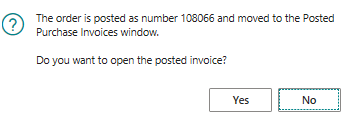 The order is posted as number 108066 and moved to the Posted
Purchase Invoices window.
Do you want to open the posted invoice?
Yes
No